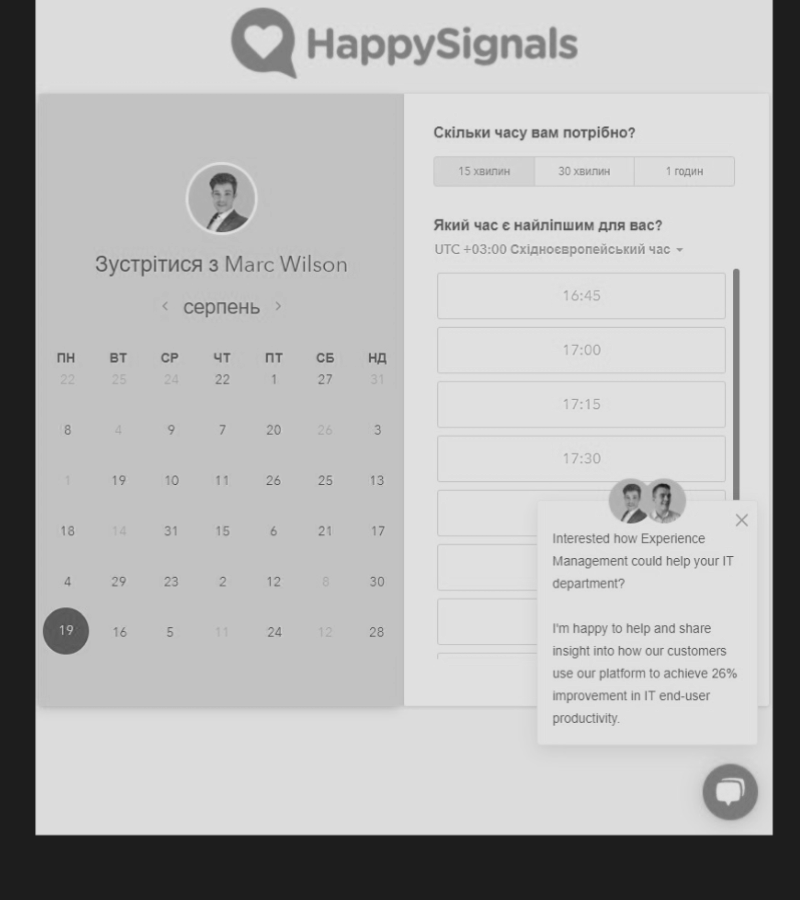 HappySignals
Зустрітися з Marc Wilson
серпень
ПН ВТ СР ЧТ ПТ СБ НД
22 25 24 22 1 27 31
8 4 9 7 20 26 3
1 19 10 11 26 25 13
18 14 31 15 6 21 17
4 29 23 2 12 8 30
19 16 5 11 24 12 28
Скільки часу вам потрібно?
15 хвилин 30 хвилин 1 годин
Який час є найліпшим для вас?
UTC +03:00 Східноєвропейський час
16:45
17:00
17:15
17:30
Interested how Experience
Management could help your IT
department?
I'm happy to help and share
insight into how our customers
use our platform to achieve 26%
improvement in IT end-user
productivity.